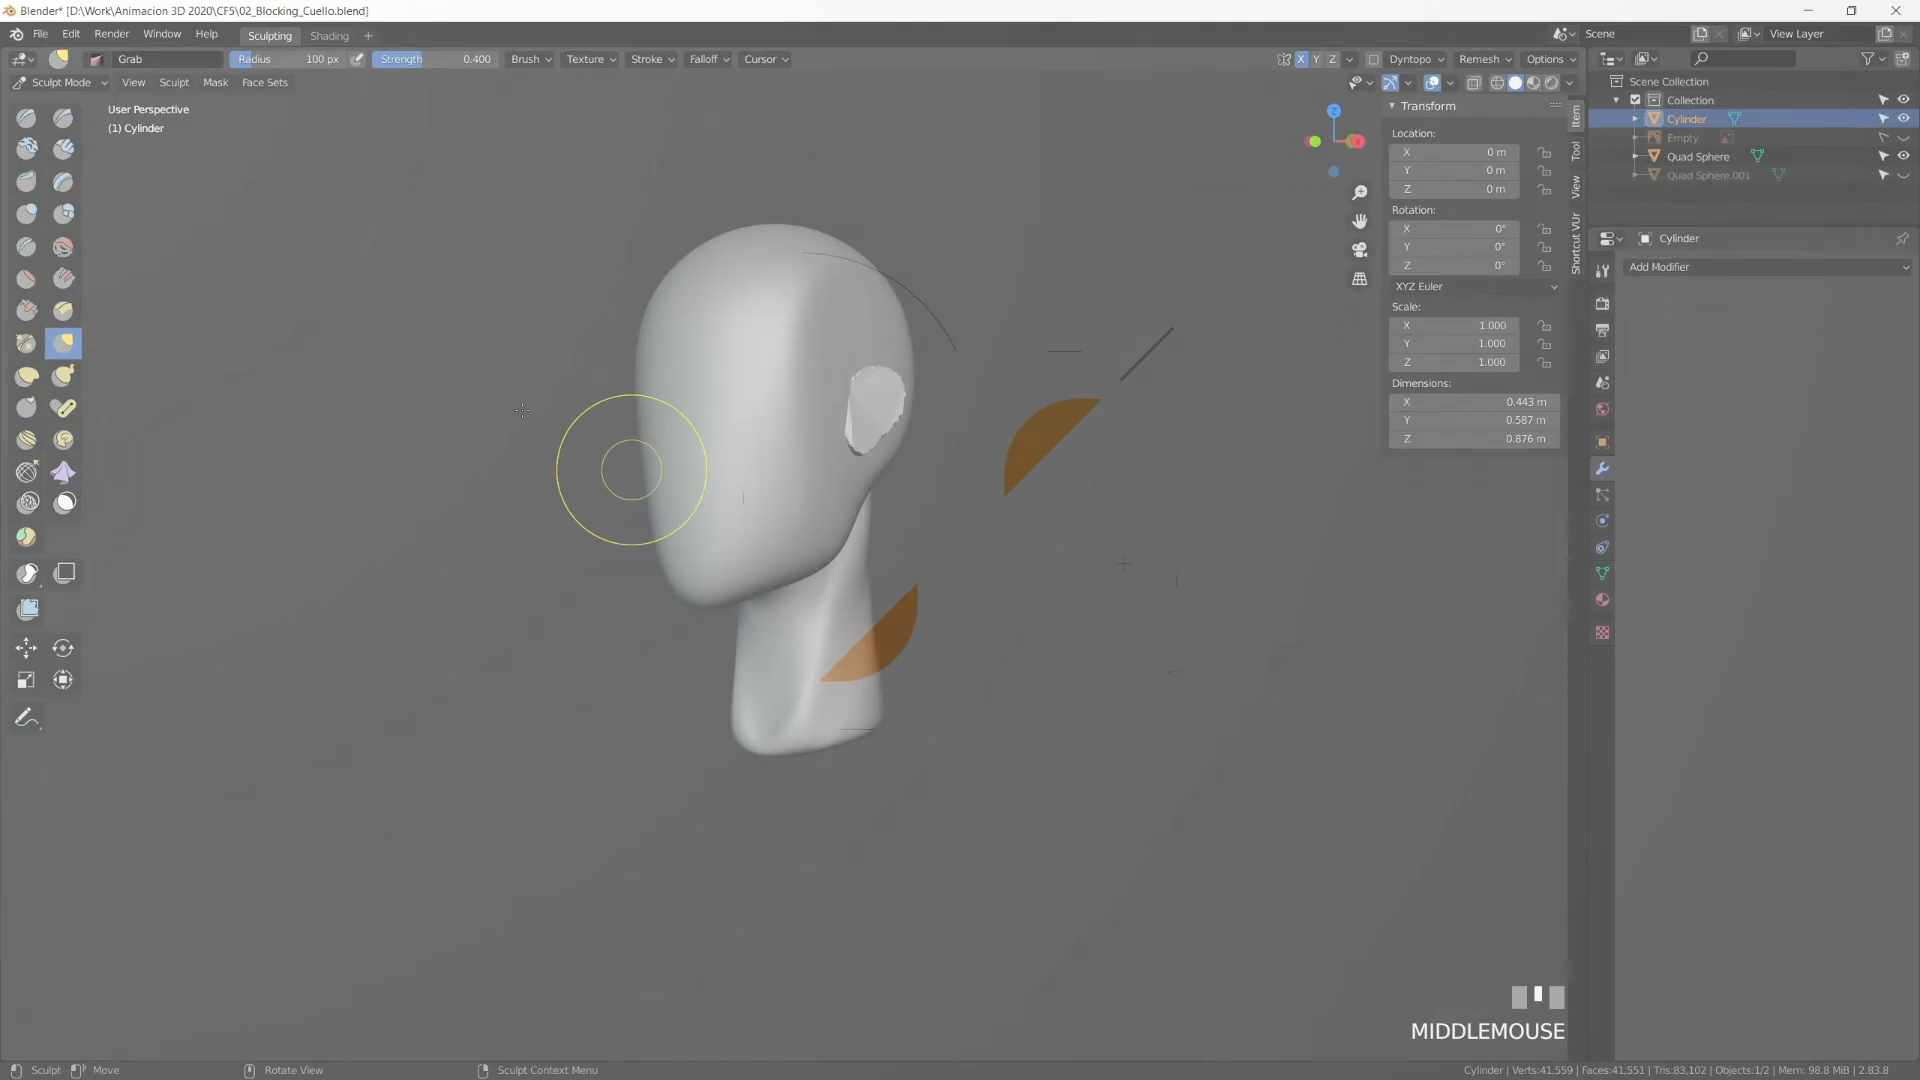 Blender* [D:\Work\Animacion 3D 2020\CF5\02_Blocking_Cuello.blend]
File Edit Render Window Help Sculpting Shading + Scene View Layer
Grab Radius 100 px Strength 0.400 Brush Texture Stroke Falloff Cursor X Y Z Dyntopo Remesh Options
Sculpt Mode View Sculpt Mask Face Sets
User Perspective
(1) Cylinder
Z
X
Transform
Location:
X 0 m
Y 0 m
Z 0 m
Rotation:
X 0°
Y 0°
Z 0°
XYZ Euler
Scale:
X 1.000
Y 1.000
Z 1.000
Dimensions:
X 0.443 m
Y 0.587 m
Z 0.876 m
Item
Tool
View
Shortcut VUr
Scene Collection
Collection
Cylinder
Empty
Quad Sphere
Quad Sphere.001
Cylinder
Add Modifier
MIDDLEMOUSE
Sculpt Move Rotate View Sculpt Context Menu Cylinder | Verts:41,559 | Faces:41,551 | Tris:83,102 | Objects:1/2 | Mem: 98.8 MiB | 2.83.8